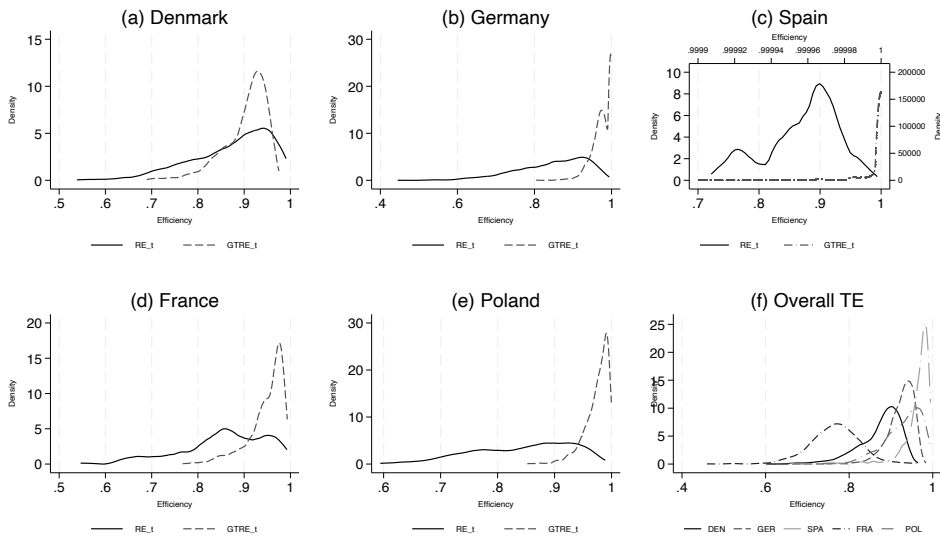 (a) Denmark
(b) Germany
(c) Spain
15
10
5
0
Density
.5 .6 .7 .8 .9 1
Efficiency
RE_t GTRE_t
30
20
10
0
Density
.4 .6 .8 1
Efficiency
RE_t GTRE_t
Efficiency
.9999 .99992 .99994 .99996 .99998 1
10
8
6
4
2
0
Density
200000
150000
100000
50000
0
Density
.7 .8 .9 1
Efficiency
RE_t GTRE_t
(d) France
(e) Poland
(f) Overall TE
20
15
10
5
0
Density
.5 .6 .7 .8 .9 1
Efficiency
RE_t GTRE_t
30
20
10
0
Density
.6 .7 .8 .9 1
Efficiency
RE_t GTRE_t
25
20
15
10
5
0
Density
.4 .6 .8 1
Efficiency
DEN GER SPA FRA POL